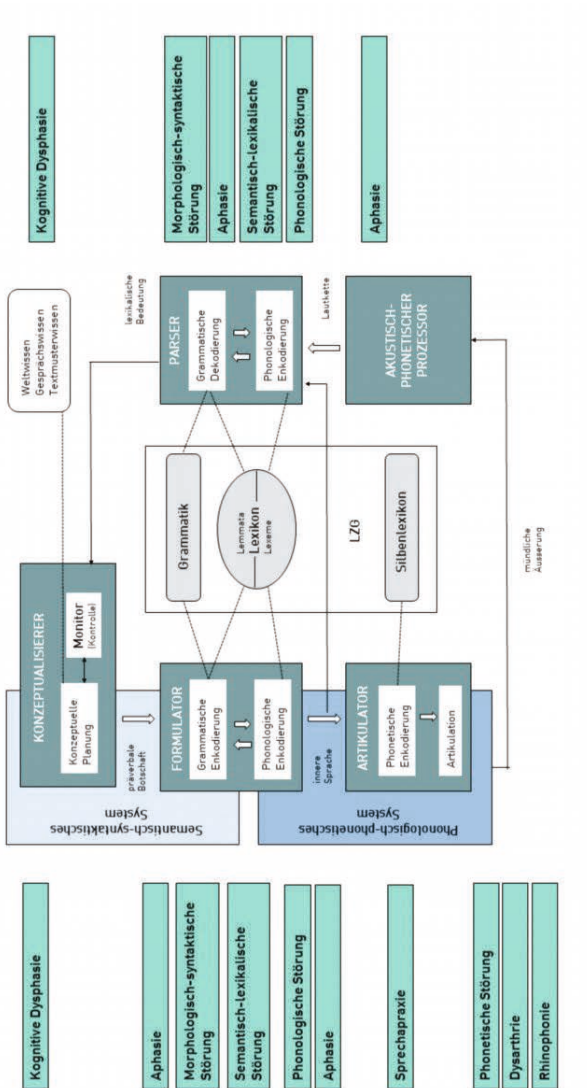 Kognitive Dysphasie
Aphasie
Morphologisch-syntaktische
Störung
Semantisch-lexikalische
Störung
Phonologische Störung
Aphasie
Sprechapraxie
Phonetische Störung
Dysarthrie
Rhinophonie
Semantisch-syntaktisches
System
Phonologisch-phonetisches
System
KONZEPTUALISIERER
Konzeptuelle
Planung
Monitor
(Kontrolle)
präverbale
Botschaft
FORMULATOR
Grammatische
Enkodierung
Phonologische
Enkodierung
innere
Sprache
ARTIKULATOR
Phonetische
Enkodierung
Artikulation
Grammatik
Lemmata
Lexikon
Lexeme
LZG
Silbenlexikon
mündliche
Äusserung
Weltwissen
Gesprächswissen
Textmusterwissen
lexikalische
Bedeutung
PARSER
Grammatische
Dekodierung
Phonologische
Enkodierung
Lautkette
AKUSTISCH-
PHONETISCHER
PROZESSOR
Kognitive Dysphasie
Morphologisch-syntaktische
Störung
Aphasie
Semantisch-lexikalische
Störung
Phonologische Störung
Aphasie